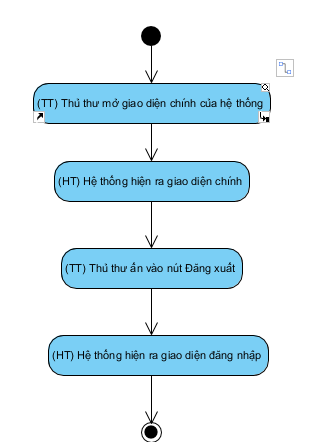 (TT) Thủ thư mở giao diện chính của hệ thống
(HT) Hệ thống hiện ra giao diện chính
(TT) Thủ thư ấn vào nút Đăng xuất
(HT) Hệ thống hiện ra giao diện đăng nhập